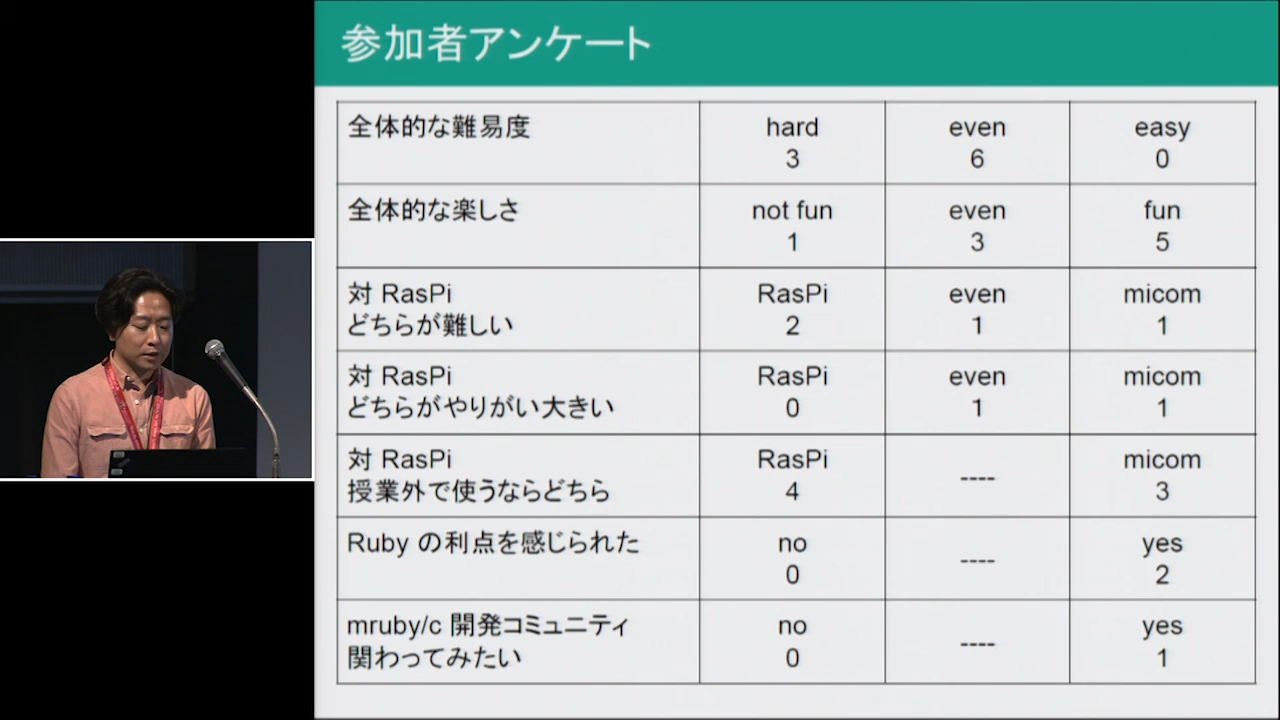 参加者アンケート
全体的な難易度
hard
3
even
6
easy
0
全体的な楽しさ
not fun
1
even
3
fun
5
対 RasPi
どちらが難しい
RasPi
2
even
1
micom
1
対 RasPi
どちらがやりがい大きい
RasPi
0
even
1
micom
1
対 RasPi
授業外で使うならどちら
RasPi
4
----
micom
3
Ruby の利点を感じられた
no
0
----
yes
2
mruby/c 開発コミュニティ
関わってみたい
no
0
----
yes
1